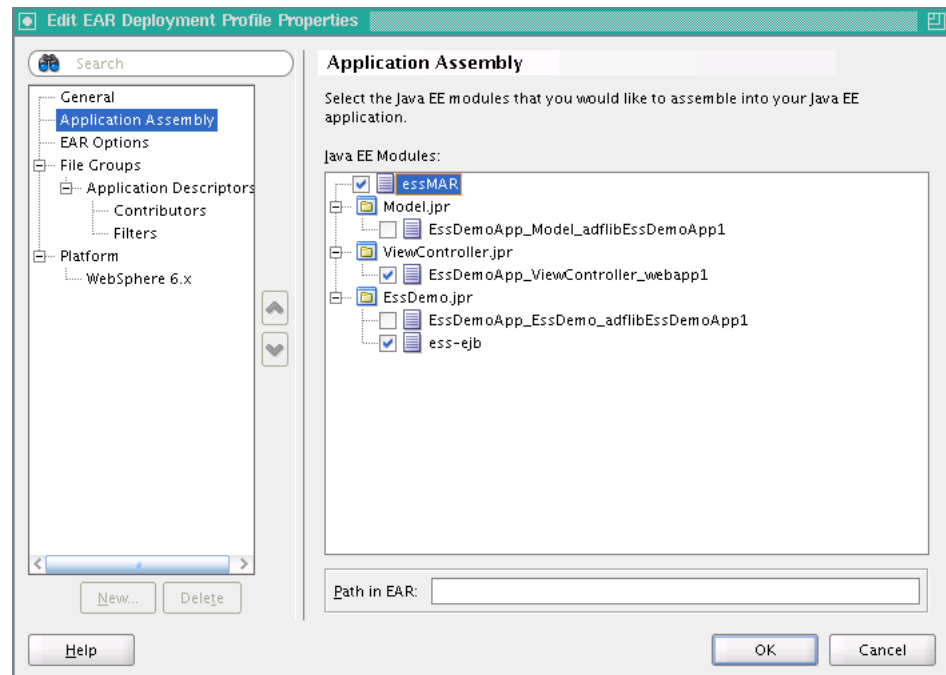 Edit EAR Deployment Profile Properties
Search
General
Application Assembly
EAR Options
File Groups
Application Descriptors
Contributors
Filters
Platform
WebSphere 6.x
New...
Delete
Application Assembly
Select the Java EE modules that you would like to assemble into your Java EE
application.
Java EE Modules:
essMAR
Model.jpr
EssDemoApp_Model_adflibEssDemoApp1
ViewController.jpr
EssDemoApp_ViewController_webapp1
EssDemo.jpr
EssDemoApp_EssDemo_adflibEssDemoApp1
ess-ejb
Path in EAR:
Help
OK
Cancel